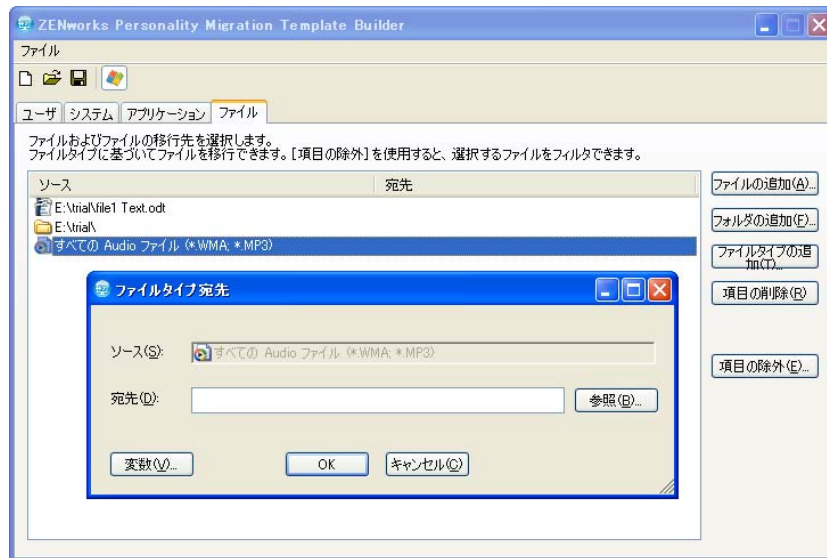 ZENworks Personality Migration Template Builder
ファイル
ユーザ システム アプリケーション ファイル
ファイルおよびファイルの移行先を選択します。
ファイルタイプに基づいてファイルを移行できます。[項目の除外]を使用すると、選択するファイルをフィルタできます。
ソース 宛先
E:\trial\file1 Text.odt
E:\trial\
すべての Audio ファイル (*.WMA; *.MP3)
ファイルの追加(A)...
フォルダの追加(F)...
ファイルタイプの追
加(T)...
項目の削除(R)
項目の除外(E)...
ファイルタイプ宛先
ソース(S): すべての Audio ファイル (*.WMA; *.MP3)
宛先(D): 参照(B)...
変数(V)... OK キャンセル(C)